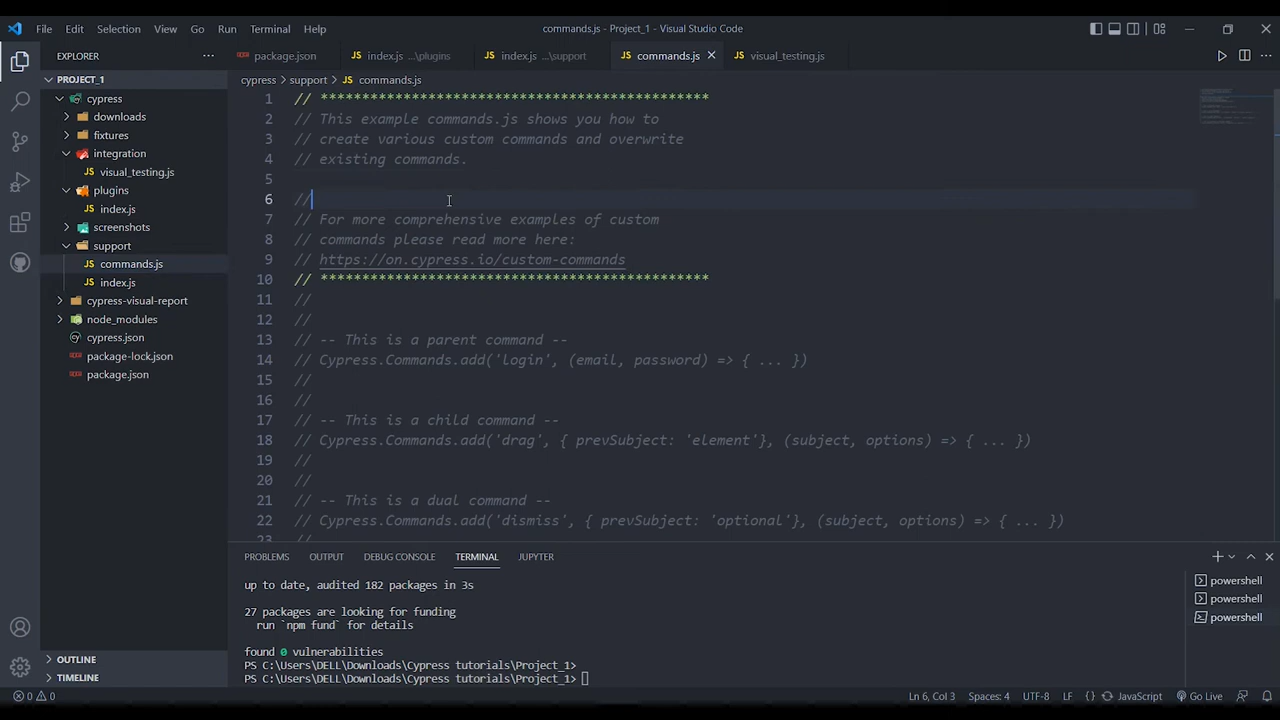 File Edit Selection View Go Run Terminal Help
commands.js - Project_1 - Visual Studio Code
EXPLORER
package.json
index.js ...\plugins
index.js ...\support
commands.js
visual_testing.js
PROJECT_1
cypress
downloads
fixtures
integration
visual_testing.js
plugins
index.js
screenshots
support
commands.js
index.js
cypress-visual-report
node_modules
cypress.json
package-lock.json
package.json
OUTLINE
TIMELINE
cypress > support > JS commands.js
1 // ***********************************************
2 // This example commands.js shows you how to
3 // create various custom commands and overwrite
4 // existing commands.
5
6 //
7 // For more comprehensive examples of custom
8 // commands please read more here:
9 // https://on.cypress.io/custom-commands
10 // ***********************************************
11 //
12 //
13 // -- This is a parent command --
14 // Cypress.Commands.add('login', (email, password) => { ... })
15 //
16 //
17 // -- This is a child command --
18 // Cypress.Commands.add('drag', { prevSubject: 'element'}, (subject, options) => { ... })
19 //
20 //
21 // -- This is a dual command --
22 // Cypress.Commands.add('dismiss', { prevSubject: 'optional'}, (subject, options) => { ... })
23 //
PROBLEMS OUTPUT DEBUG CONSOLE TERMINAL JUPYTER
up to date, audited 182 packages in 3s
27 packages are looking for funding
run `npm fund` for details
found 0 vulnerabilities
PS C:\Users\DELL\Downloads\Cypress tutorials\Project_1>
PS C:\Users\DELL\Downloads\Cypress tutorials\Project_1>
powershell
powershell
powershell
0 0
Ln 6, Col 3 Spaces: 4 UTF-8 LF {} JavaScript Go Live